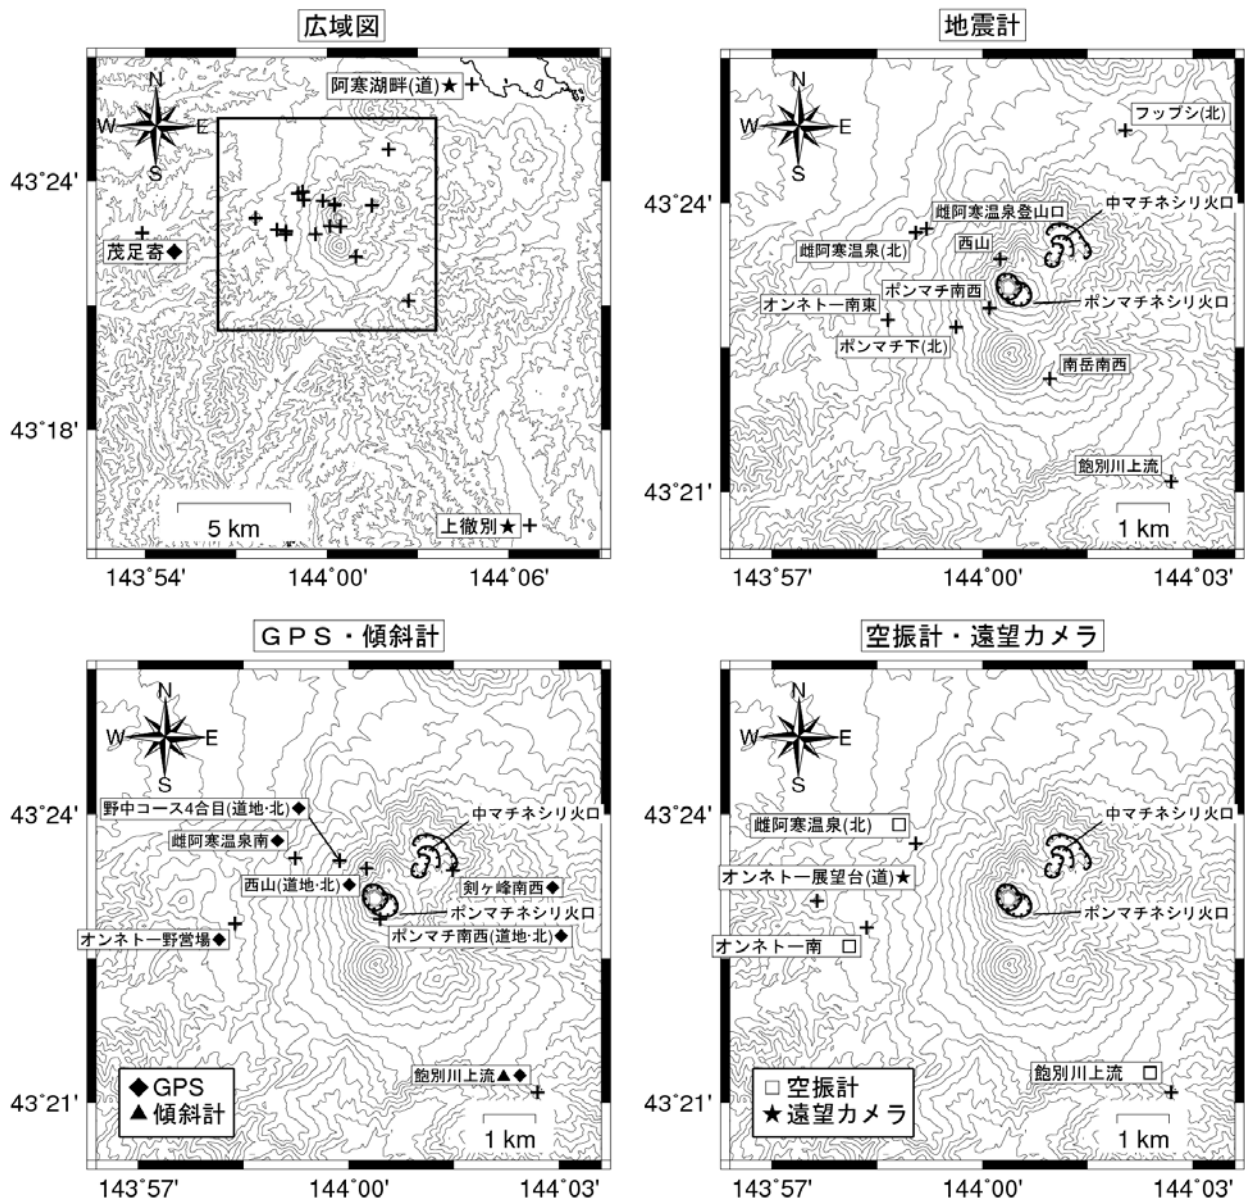 広域図
阿寒湖畔(道)★
N
W
E
S
43°24'
茂足寄◆
43°18'
5 km
上徹別★
143°54'
144°00'
144°06'
地震計
フップシ(北)
N
W
E
S
43°24'
雌阿寒温泉登山口
中マチネシリ火口
雌阿寒温泉(北)
西山
ポンマチ南西
オンネトー南東
ポンマチネシリ火口
ポンマチ下(北)
南岳南西
飽別川上流
43°21'
1 km
143°57'
144°00'
144°03'
GPS・傾斜計
N
W
E
S
野中コース4合目(道地・北)◆
43°24'
中マチネシリ火口
雌阿寒温泉南◆
西山(道地・北)◆
剣ヶ峰南西◆
ポンマチネシリ火口
オンネトー野営場◆
ポンマチ南西(道地・北)◆
飽別川上流▲◆
◆GPS
▲傾斜計
43°21'
1 km
143°57'
144°00'
144°03'
空振計・遠望カメラ
N
W
E
S
43°24'
雌阿寒温泉(北) □
中マチネシリ火口
オンネトー展望台(道)★
ポンマチネシリ火口
オンネトー南 □
飽別川上流 □
□ 空振計
★ 遠望カメラ
43°21'
1 km
143°57'
144°00'
144°03'